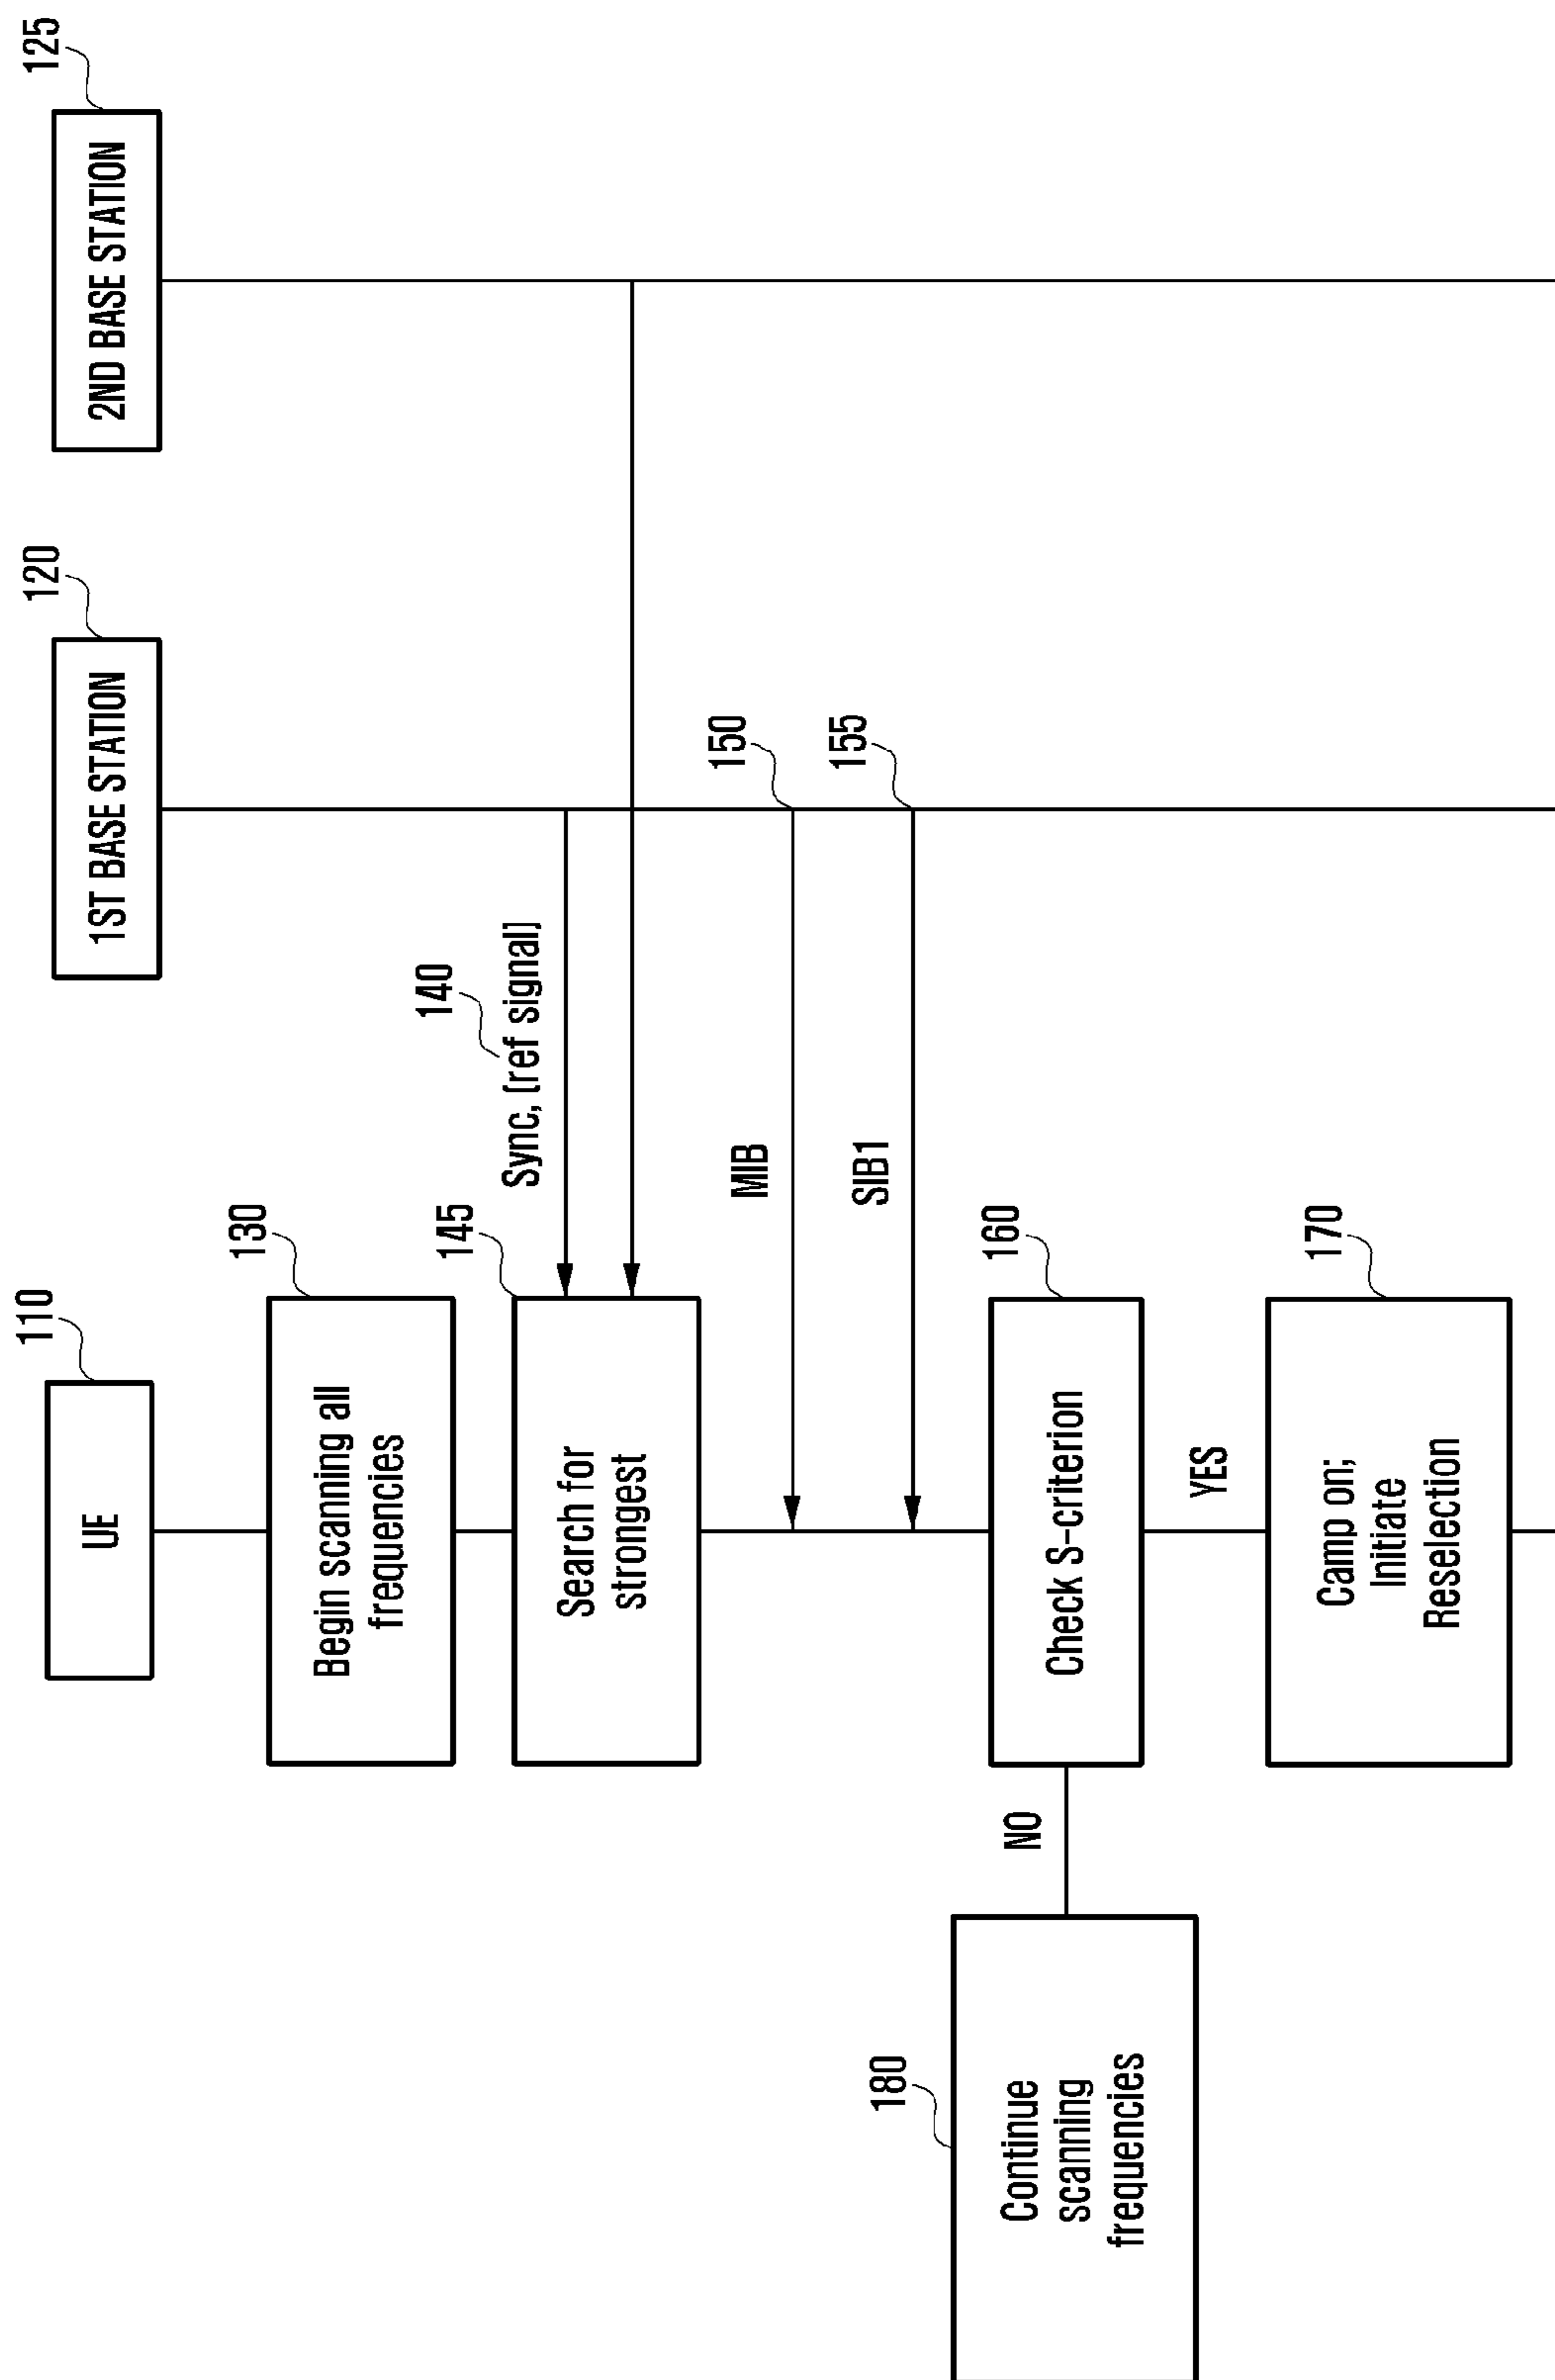 110
UE
120
1ST BASE STATION
125
2ND BASE STATION
130
Begin scanning all
frequencies
140
Sync, (ref signal)
145
Search for
strongest
150
MIB
155
SIB1
160
Check S-criterion
NO
180
Continue
scanning
frequencies
YES
170
Camp on;
Initiate
Reselection